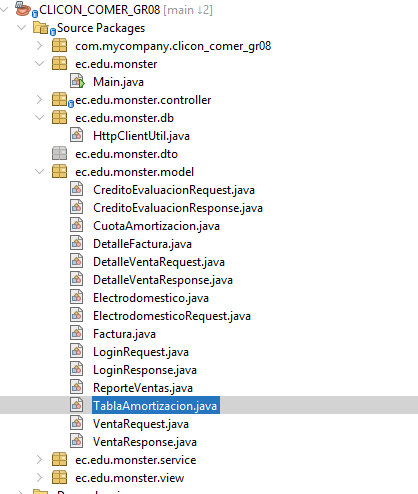 CLICON_COMER_GR08 [main ↓2]
Source Packages
com.mycompany.clicon_comer_gr08
ec.edu.monster
Main.java
ec.edu.monster.controller
ec.edu.monster.db
HttpClientUtil.java
ec.edu.monster.dto
ec.edu.monster.model
CreditoEvaluacionRequest.java
CreditoEvaluacionResponse.java
CuotaAmortizacion.java
DetalleFactura.java
DetalleVentaRequest.java
DetalleVentaResponse.java
Electrodomestico.java
ElectrodomesticoRequest.java
Factura.java
LoginRequest.java
LoginResponse.java
ReporteVentas.java
TablaAmortizacion.java
VentaRequest.java
VentaResponse.java
ec.edu.monster.service
ec.edu.monster.view